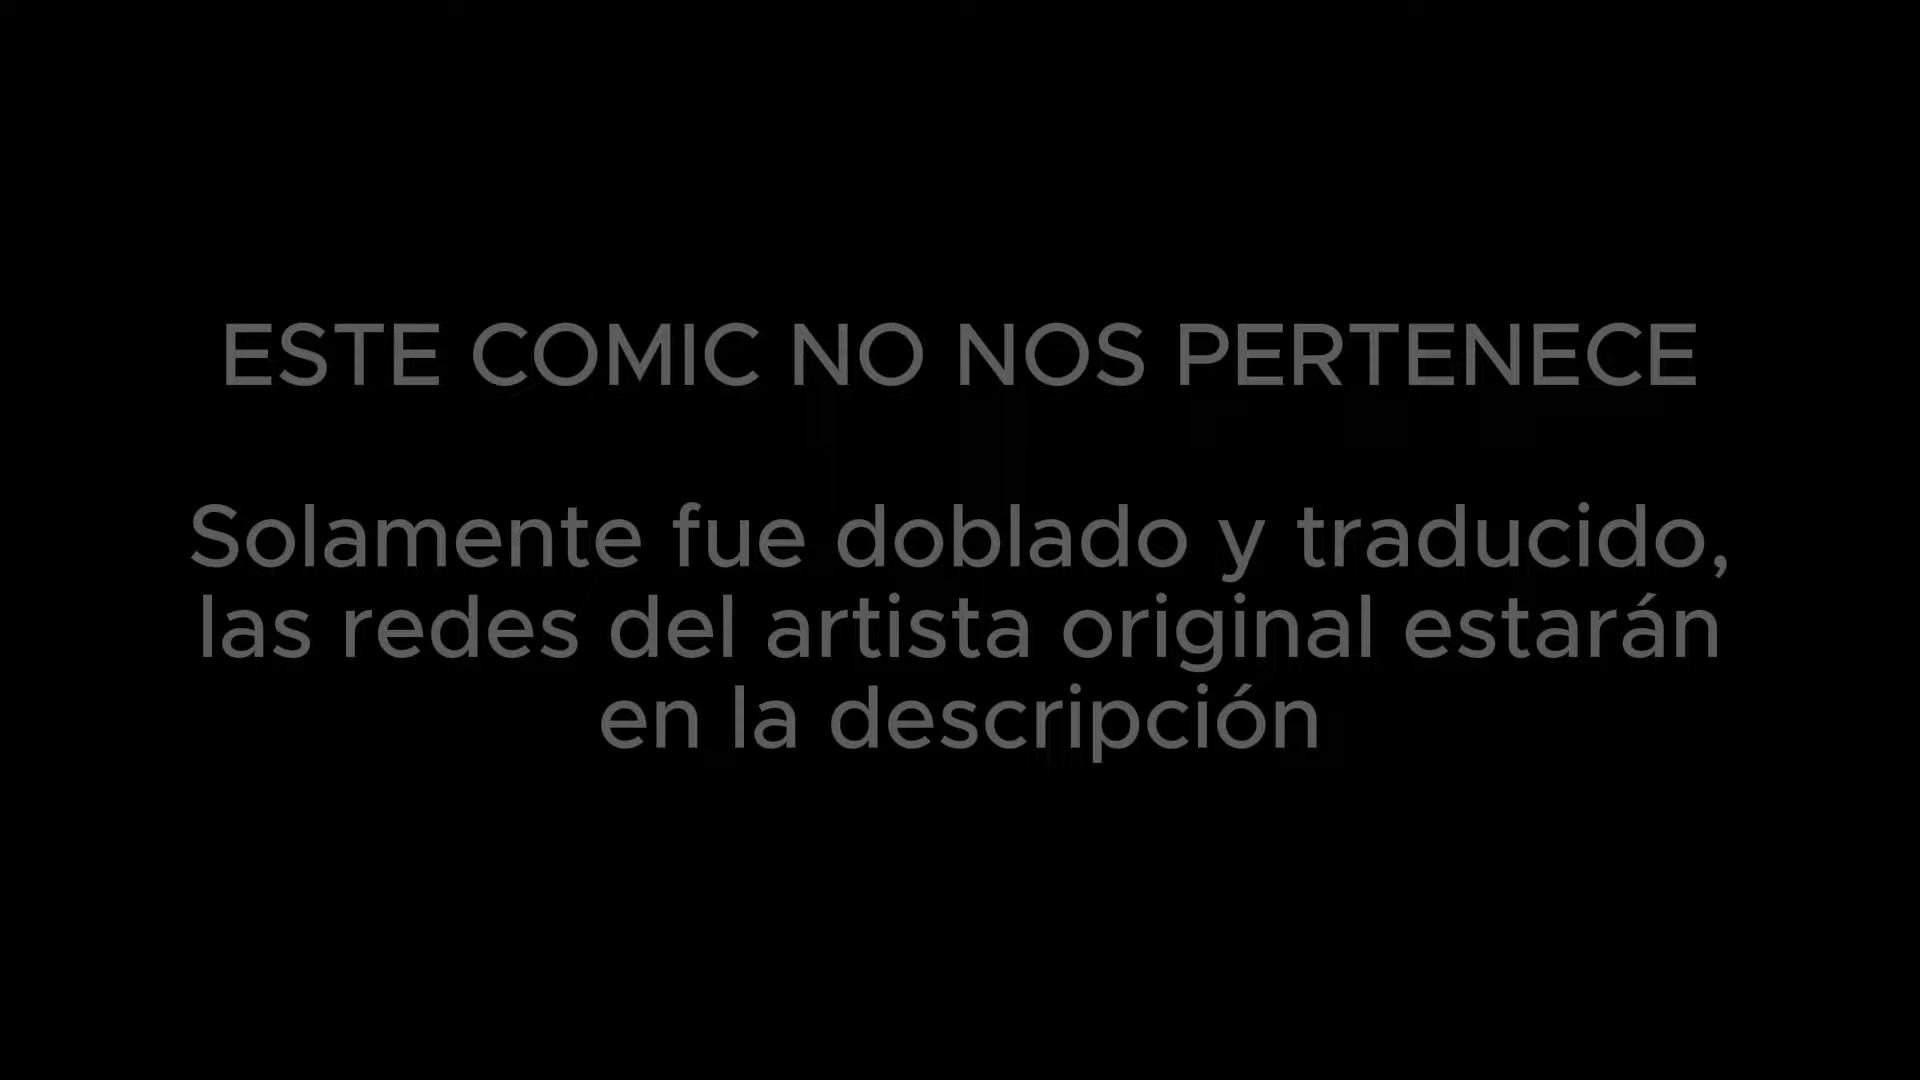 ESTE COMIC NO NOS PERTENECE
Solamente fue doblado y traducido,
las redes del artista original estarán
en la descripción